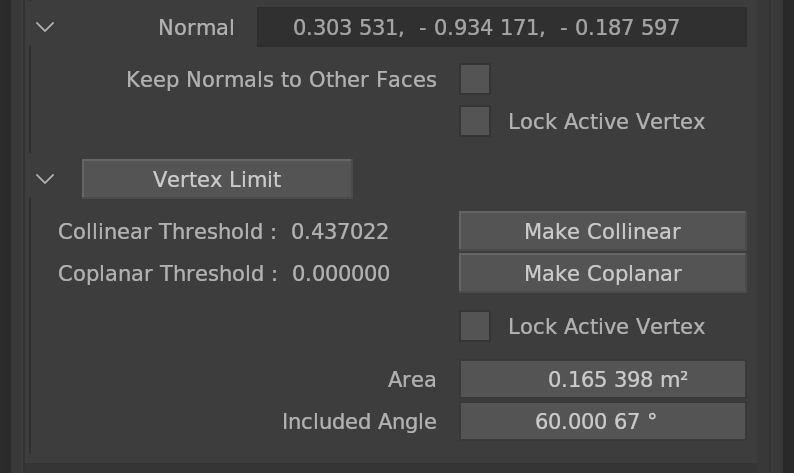 Normal 0.303 531, - 0.934 171, - 0.187 597
Keep Normals to Other Faces
Lock Active Vertex
Vertex Limit
Collinear Threshold : 0.437022 Make Collinear
Coplanar Threshold : 0.000000 Make Coplanar
Lock Active Vertex
Area 0.165 398 m²
Included Angle 60.000 67 °